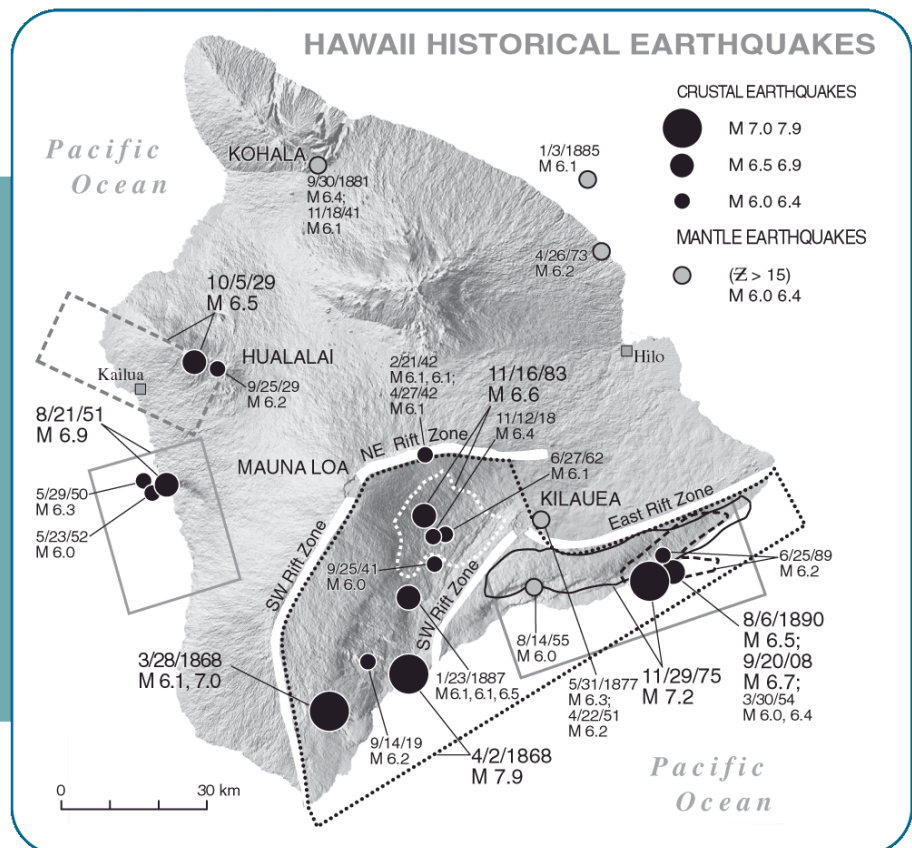 HAWAII HISTORICAL EARTHQUAKES
CRUSTAL EARTHQUAKES
M 7.0 7.9
M 6.5 6.9
M 6.0 6.4
MANTLE EARTHQUAKES
(Z > 15)
M 6.0 6.4
Pacific
Ocean
KOHALA
9/30/1881
M 6.4;
11/18/41
M 6.1
1/3/1885
M 6.1
4/26/73
M 6.2
10/5/29
M 6.5
HUALALAI
Kailua
9/25/29
M 6.2
Hilo
2/21/42
M 6.1, 6.1;
4/27/42
M 6.1
11/16/83
M 6.6
11/12/18
M 6.4
8/21/51
M 6.9
NE Rift Zone
MAUNA LOA
6/27/62
M 6.1
KILAUEA
5/29/50
M 6.3
5/23/52
M 6.0
East Rift Zone
SW Rift Zone
9/25/41
M 6.0
SW Rift Zone
6/25/89
M 6.2
8/14/55
M 6.0
8/6/1890
M 6.5;
9/20/08
M 6.7;
3/30/54
M 6.0, 6.4
3/28/1868
M 6.1, 7.0
1/23/1887
M6.1, 6.1, 6.5
5/31/1877
M 6.3;
4/22/51
M 6.2
11/29/75
M 7.2
9/14/19
M 6.2
4/2/1868
M 7.9
Pacific
Ocean
0 30 km